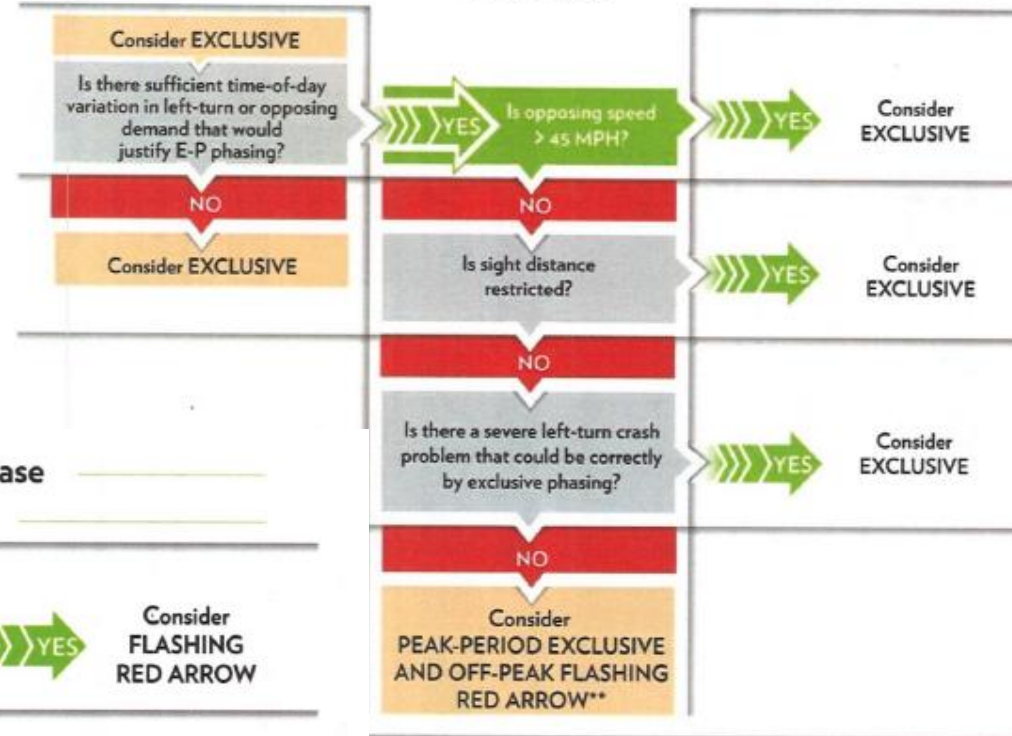 Consider EXCLUSIVE
Is there sufficient time-of-day
variation in left-turn or opposing
demand that would
justify E-P phasing?
YES
Is opposing speed
> 45 MPH?
YES
Consider
EXCLUSIVE
NO
NO
Consider EXCLUSIVE
Is sight distance
restricted?
YES
Consider
EXCLUSIVE
NO
Is there a severe left-turn crash
problem that could be correctly
by exclusive phasing?
YES
Consider
EXCLUSIVE
ase
NO
YES
Consider
FLASHING
RED ARROW
Consider
PEAK-PERIOD EXCLUSIVE
AND OFF-PEAK FLASHING
RED ARROW**